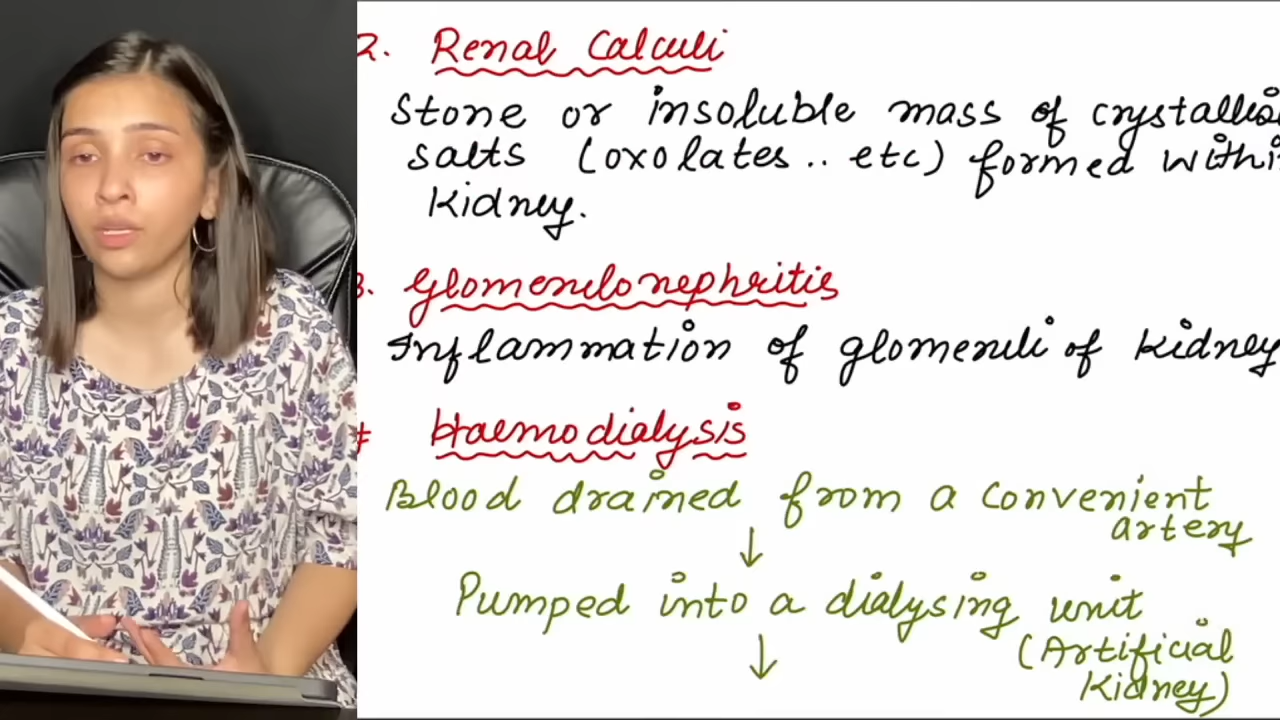 2. Renal Calculi
Stone or insoluble mass of crystallis
salts (oxolates .. etc) formed withi
Kidney.
3. Glomerulonephritis
Inflammation of glomeruli of kidney
# Haemodialysis
Blood drained from a convenient
artery
↓
Pumped into a dialysing unit
(Artificial
Kidney)
↓